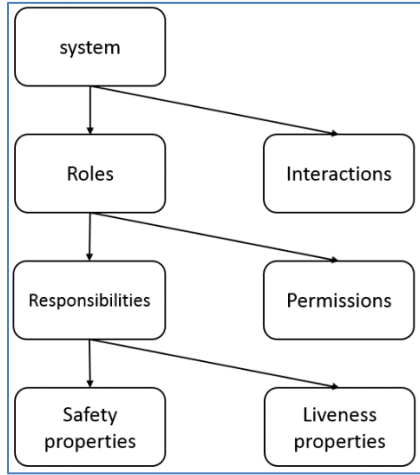 system
Roles
Interactions
Responsibilities
Permissions
Safety
properties
Liveness
properties